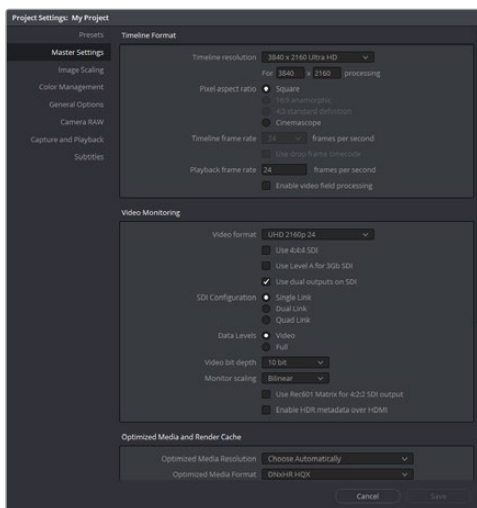 Project Settings: My Project
Presets
Master Settings
Image Scaling
Color Management
General Options
Camera RAW
Capture and Playback
Subtitles
Timeline Format
Timeline resolution 3840 x 2160 Ultra HD
For 3840 x 2160 processing
Pixel aspect ratio Square
16:9 anamorphic
4:3 standard definition
Cinemascope
Timeline frame rate 24 frames per second
Use drop frame timecode
Playback frame rate 24 frames per second
Enable video field processing
Video Monitoring
Video format UHD 2160p 24
Use 4:4:4 SDI
Use Level A for 3Gb SDI
Use dual outputs on SDI
SDI Configuration Single Link
Dual Link
Quad Link
Data Levels Video
Full
Video bit depth 10 bit
Monitor scaling Bilinear
Use Rec601 Matrix for 4:2:2 SDI output
Enable HDR metadata over HDMI
Optimized Media and Render Cache
Optimized Media Resolution Choose Automatically
Optimized Media Format DNxHR HQX
Cancel Save